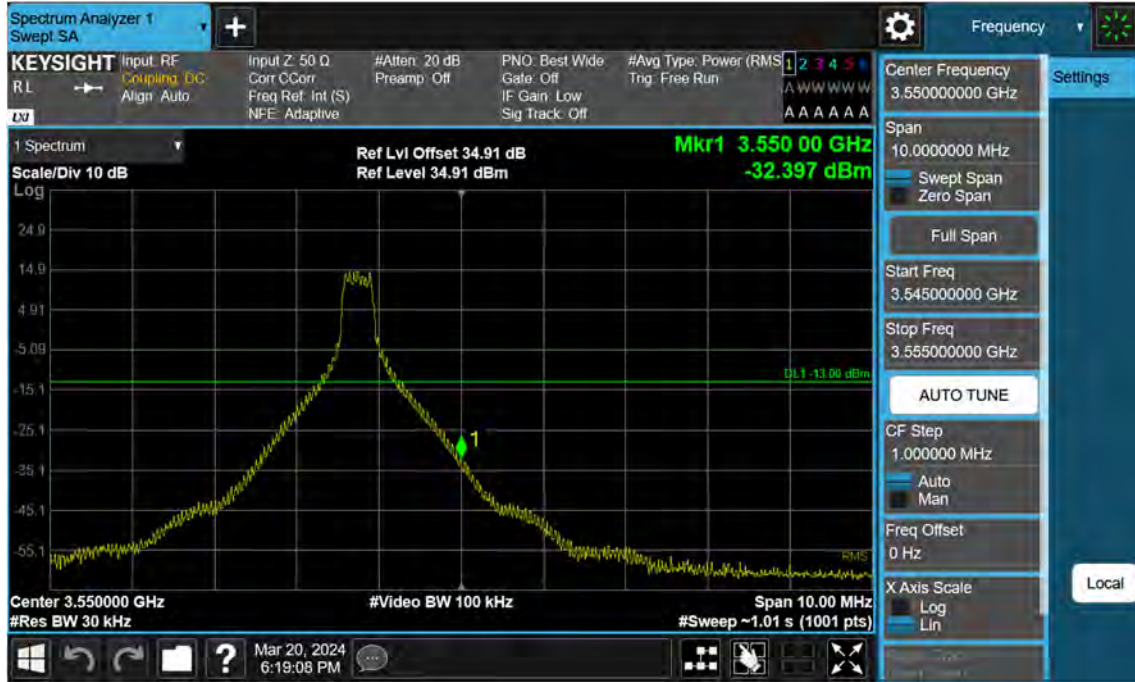 Spectrum Analyzer 1
Swept SA
+
Frequency
KEYSIGHT
RL
LXI
Input: RF
Coupling: DC
Align: Auto
Input Z: 50 Ω
Corr CCorr
Freq Ref: Int (S)
NFE: Adaptive
#Atten: 20 dB
Preamp: Off
PNO: Best Wide
Gate: Off
IF Gain: Low
Sig Track: Off
#Avg Type: Power (RMS
Trig: Free Run
1 2 3 4 5 6
A W W W W W
A A A A A A
Center Frequency
3.550000000 GHz
Settings
1 Spectrum
Scale/Div 10 dB
Ref Lvl Offset 34.91 dB
Ref Level 34.91 dBm
Mkr1 3.550 00 GHz
-32.397 dBm
Log
24.9
14.9
4.91
-5.09
-15.1
-25.1
-35.1
-45.1
-55.1
DL1 -13.00 dBm
1
RMS
Center 3.550000 GHz
#Res BW 30 kHz
#Video BW 100 kHz
Span 10.00 MHz
#Sweep ~1.01 s (1001 pts)
Span
10.0000000 MHz
Swept Span
Zero Span
Full Span
Start Freq
3.545000000 GHz
Stop Freq
3.555000000 GHz
AUTO TUNE
CF Step
1.000000 MHz
Auto
Man
Freq Offset
0 Hz
X Axis Scale
Log
Lin
Local
?
Mar 20, 2024
6:19:08 PM